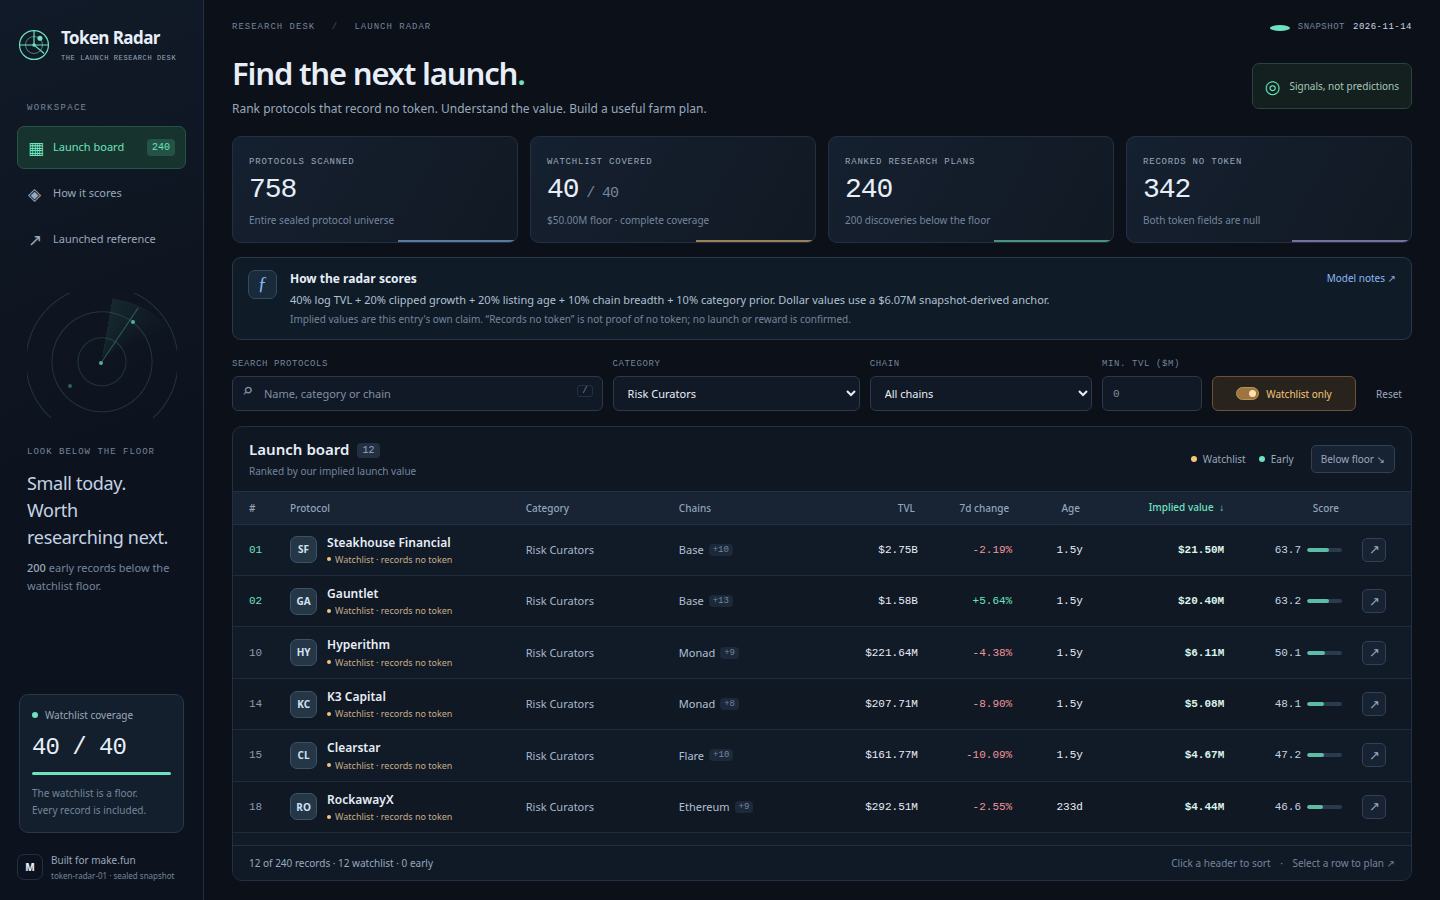 Token Radar
THE LAUNCH RESEARCH DESK
WORKSPACE
Launch board 240
How it scores
Launched reference
LOOK BELOW THE FLOOR
Small today.
Worth
researching next.
200 early records below the
watchlist floor.
Watchlist coverage
40 / 40
The watchlist is a floor.
Every record is included.
M
Built for make.fun
token-radar-01 · sealed snapshot
RESEARCH DESK / LAUNCH RADAR
SNAPSHOT 2026-11-14
Find the next launch.
Rank protocols that record no token. Understand the value. Build a useful farm plan.
Signals, not predictions
PROTOCOLS SCANNED
758
Entire sealed protocol universe
WATCHLIST COVERED
40 / 40
$50.00M floor · complete coverage
RANKED RESEARCH PLANS
240
200 discoveries below the floor
RECORDS NO TOKEN
342
Both token fields are null
ƒ
How the radar scores
Model notes ↗
40% log TVL + 20% clipped growth + 20% listing age + 10% chain breadth + 10% category prior. Dollar values use a $6.07M snapshot-derived anchor.
Implied values are this entry's own claim. “Records no token” is not proof of no token; no launch or reward is confirmed.
SEARCH PROTOCOLS CATEGORY CHAIN MIN. TVL ($M)
Name, category or chain / Risk Curators All chains 0 Watchlist only Reset
Launch board 12
Ranked by our implied launch value
Watchlist Early Below floor ↘
# Protocol Category Chains TVL 7d change Age Implied value ↓ Score
01 SF Steakhouse Financial Risk Curators Base +10 $2.75B -2.19% 1.5y $21.50M 63.7 ↗
Watchlist · records no token
02 GA Gauntlet Risk Curators Base +13 $1.58B +5.64% 1.5y $20.40M 63.2 ↗
Watchlist · records no token
10 HY Hyperithm Risk Curators Monad +9 $221.64M -4.38% 1.5y $6.11M 50.1 ↗
Watchlist · records no token
14 KC K3 Capital Risk Curators Monad +8 $207.71M -8.90% 1.5y $5.08M 48.1 ↗
Watchlist · records no token
15 CL Clearstar Risk Curators Flare +10 $161.77M -10.09% 1.5y $4.67M 47.2 ↗
Watchlist · records no token
18 RO RockawayX Risk Curators Ethereum +9 $292.51M -2.55% 233d $4.44M 46.6 ↗
Watchlist · records no token
12 of 240 records · 12 watchlist · 0 early
Click a header to sort · Select a row to plan ↗